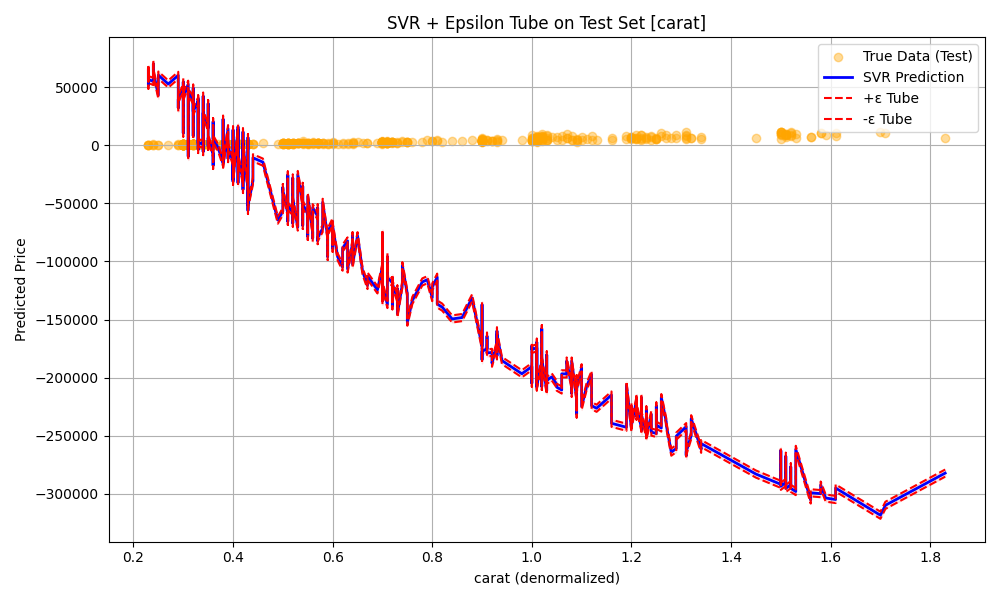 SVR + Epsilon Tube on Test Set [carat]
True Data (Test)
SVR Prediction
+ε Tube
-ε Tube
50000
0
−50000
−100000
−150000
−200000
−250000
−300000
Predicted Price
0.2 0.4 0.6 0.8 1.0 1.2 1.4 1.6 1.8
carat (denormalized)